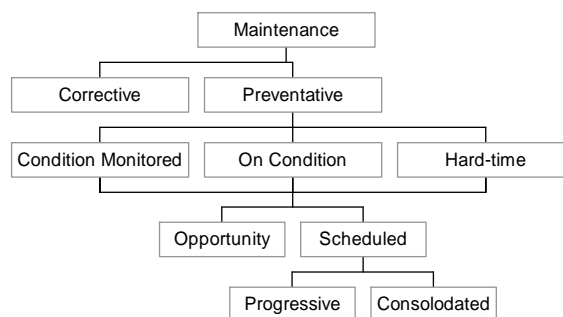 Maintenance
Corrective
Preventative
Condition Monitored
On Condition
Hard-time
Opportunity
Scheduled
Progressive
Consolodated